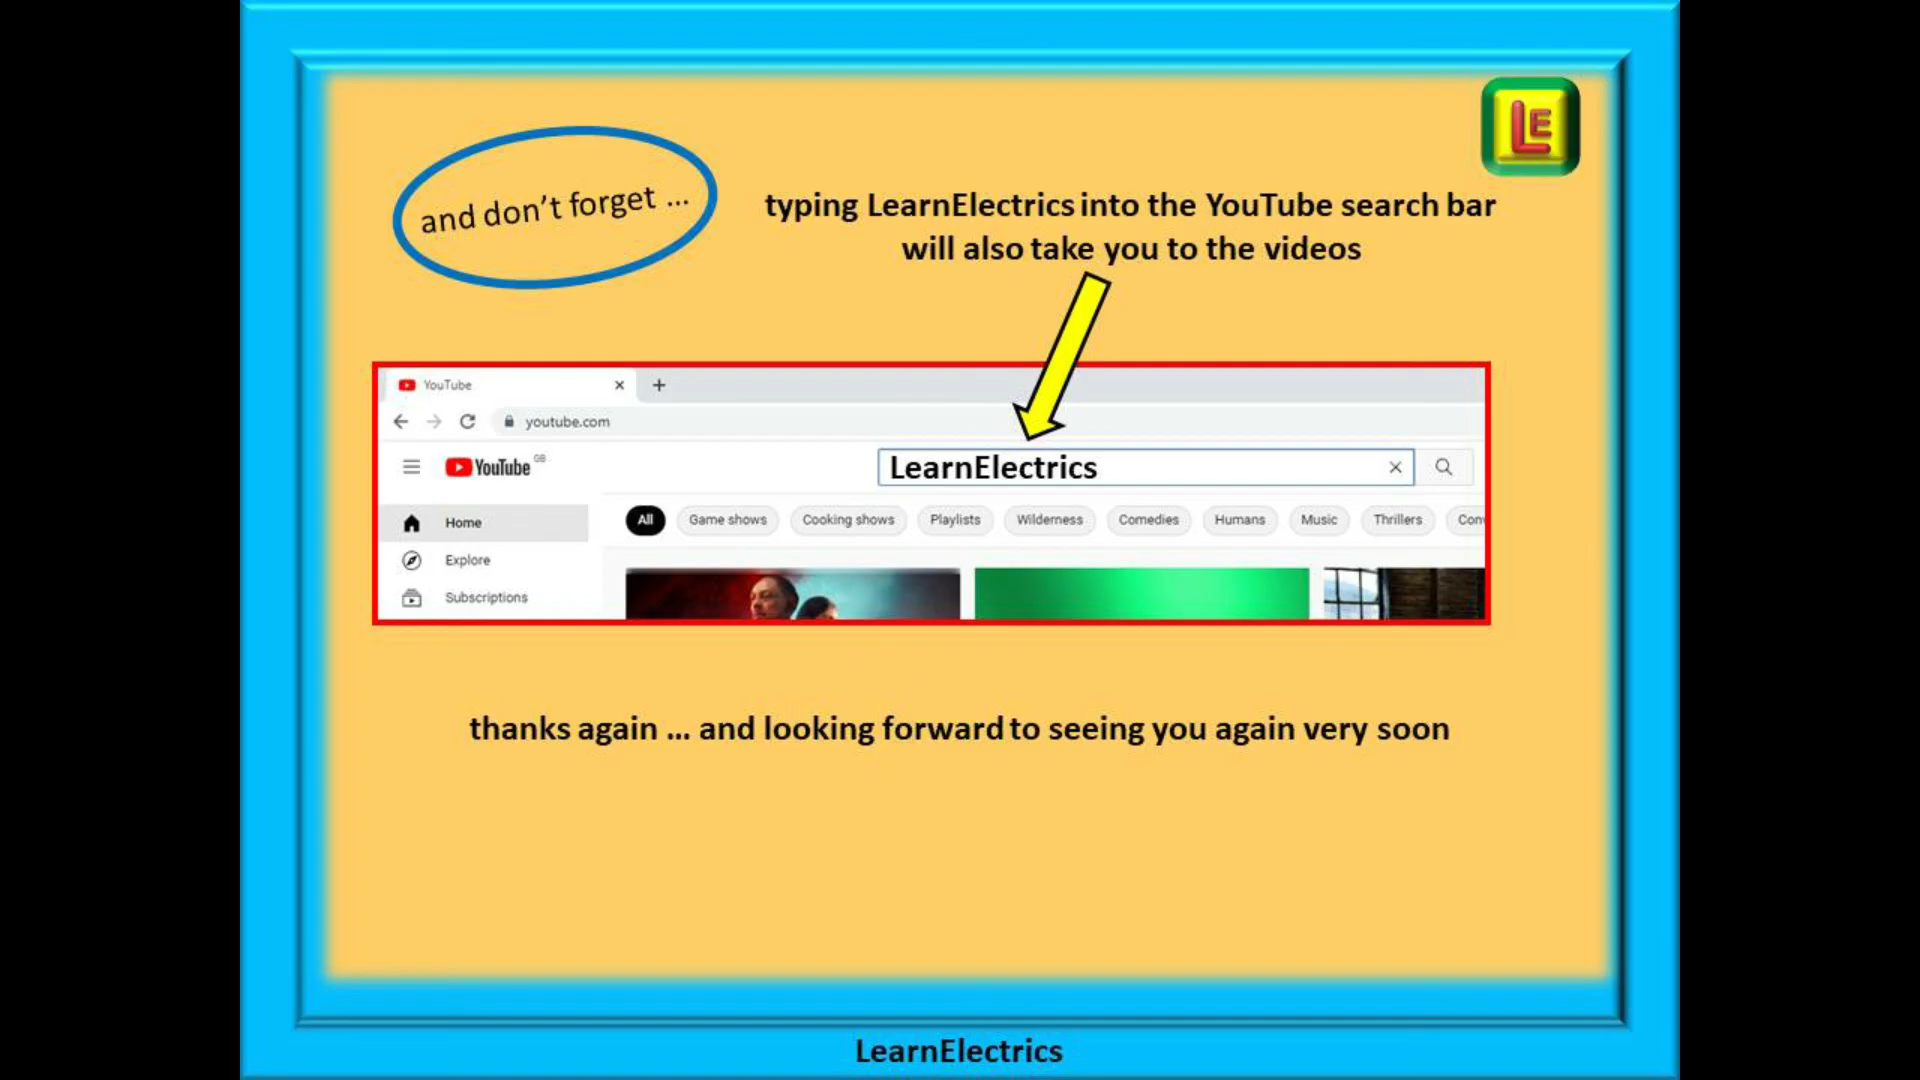 LE
and don't forget ...
typing LearnElectrics into the YouTube search bar
will also take you to the videos
YouTube
youtube.com
YouTube GB
LearnElectrics
Home
All Game shows Cooking shows Playlists Wilderness Comedies Humans Music Thrillers
Explore
Subscriptions
thanks again ... and looking forward to seeing you again very soon
LearnElectrics